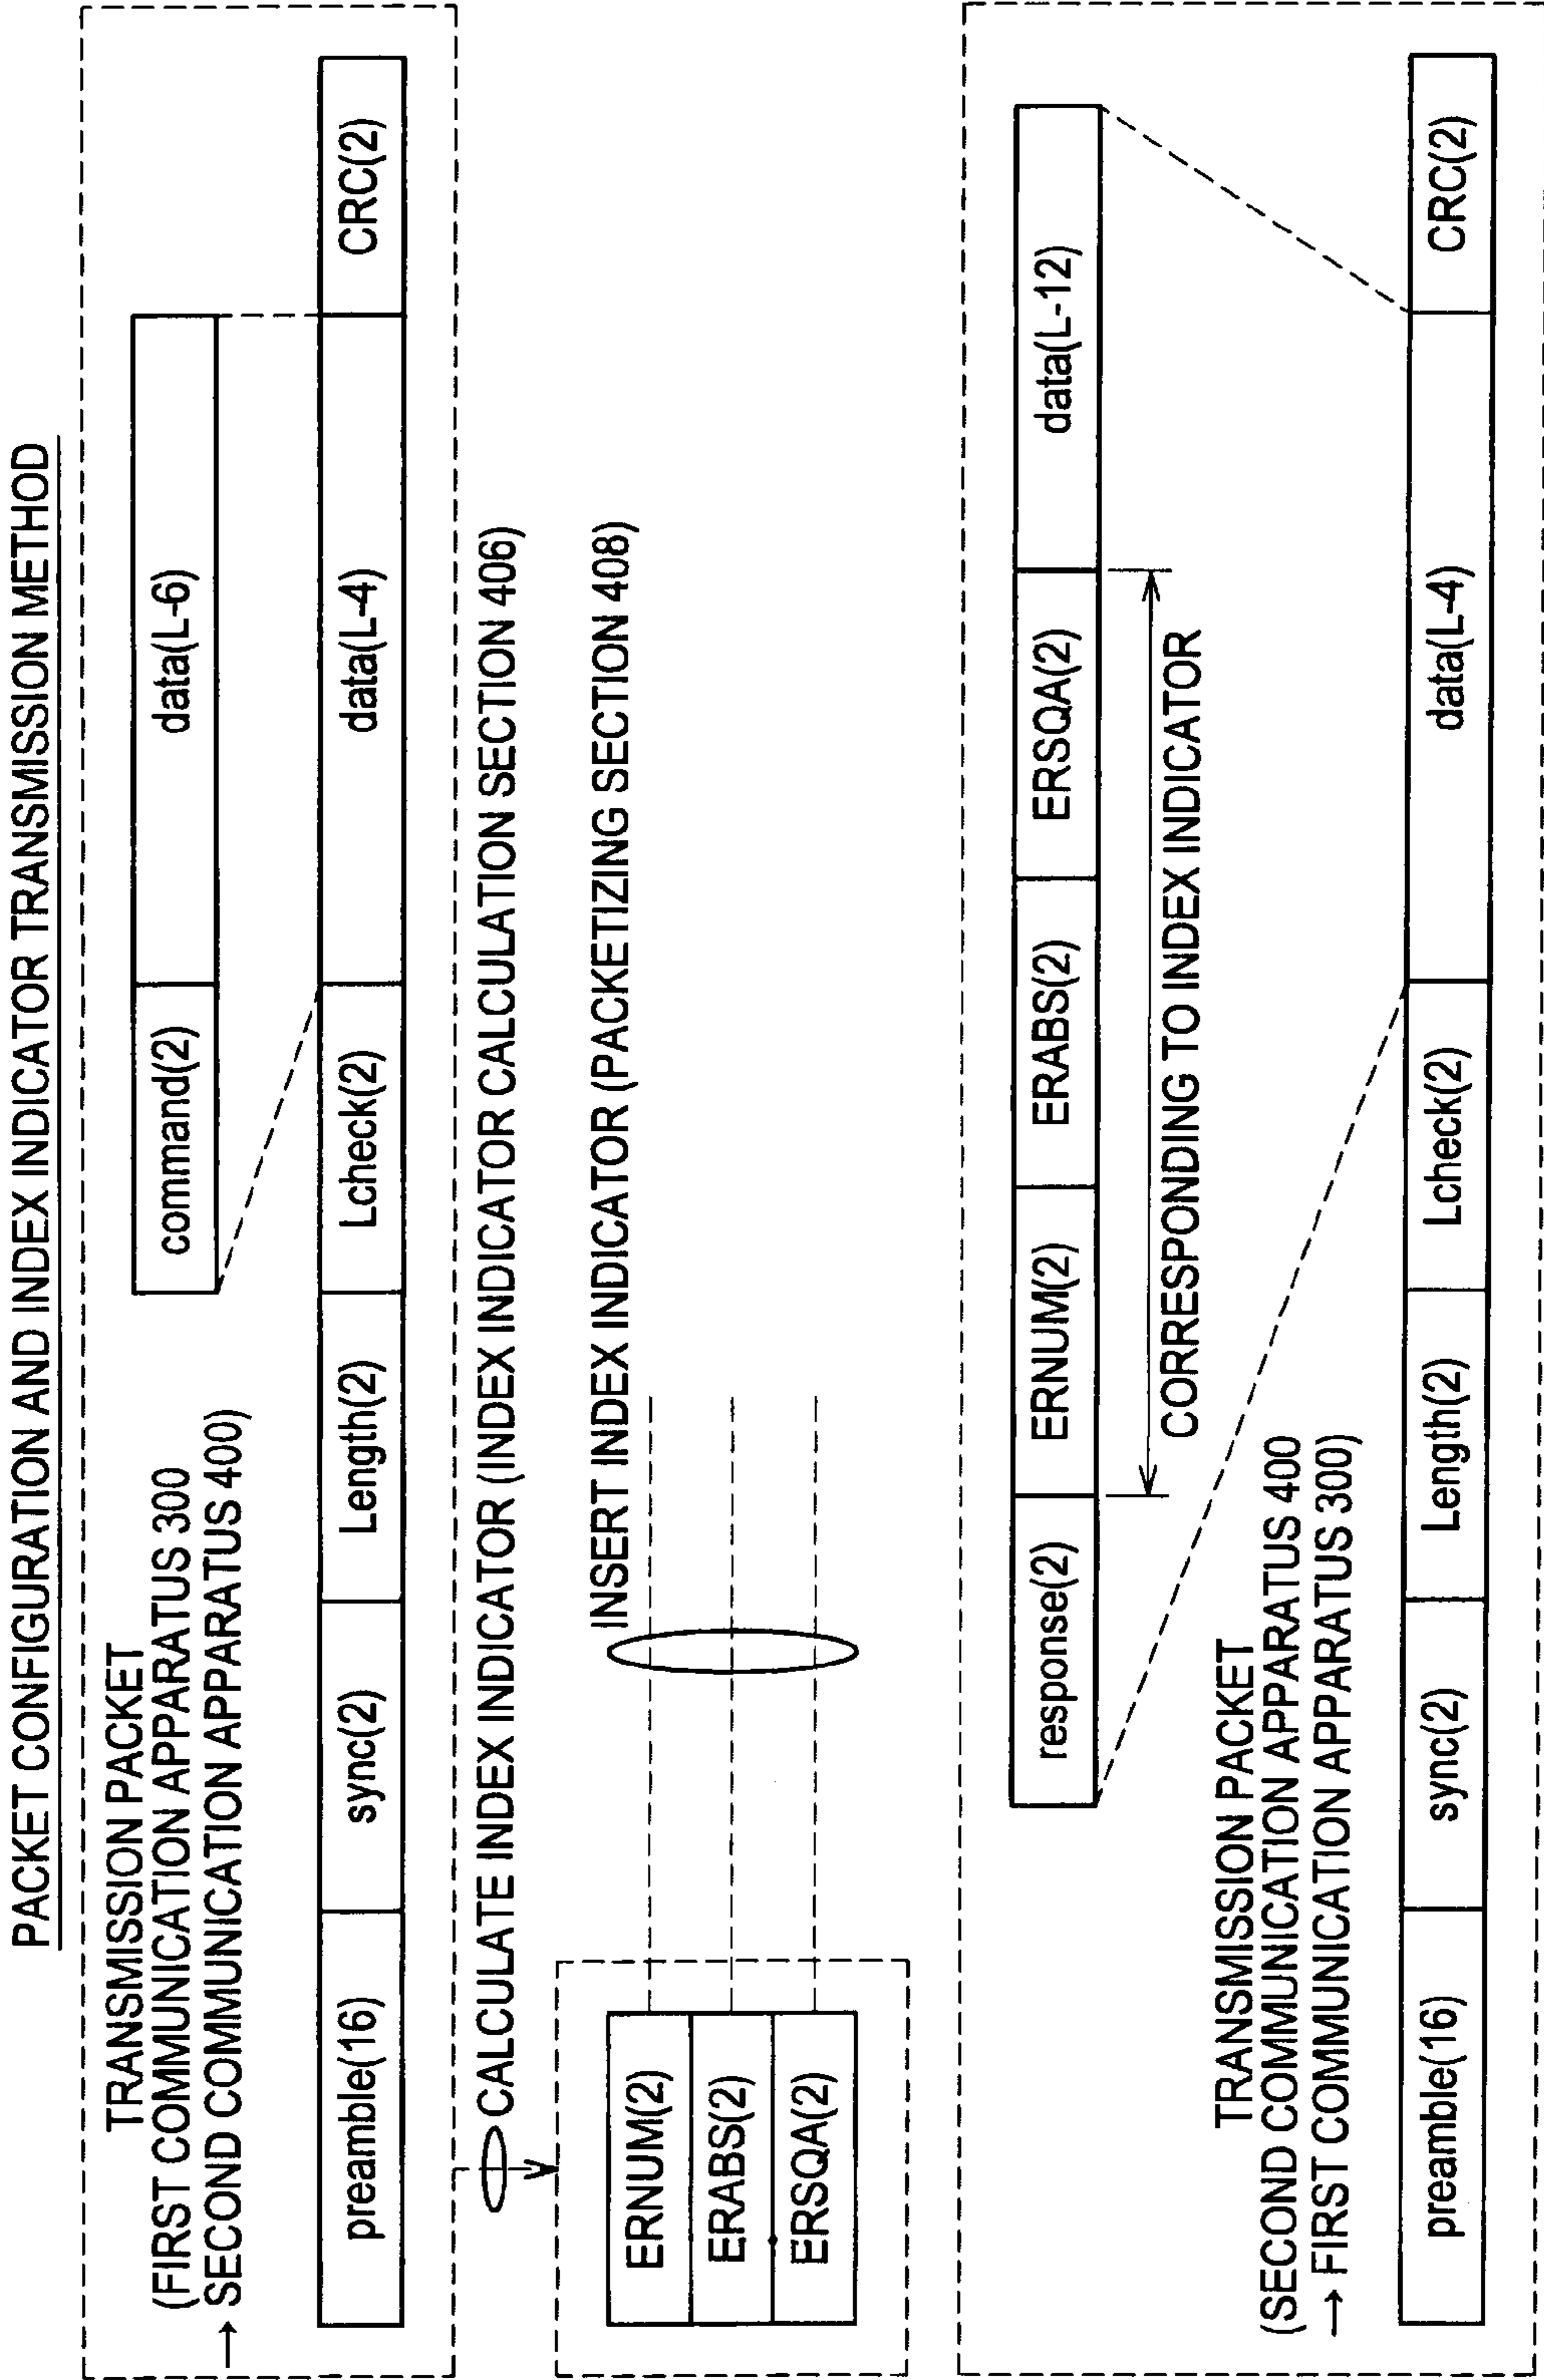 PACKET CONFIGURATION AND INDEX INDICATOR TRANSMISSION METHOD
TRANSMISSION PACKET
(FIRST COMMUNICATION APPARATUS 300
→ SECOND COMMUNICATION APPARATUS 400)
command(2) data(L-6)
preamble(16) sync(2) Length(2) Lcheck(2) data(L-4) CRC(2)
CALCULATE INDEX INDICATOR (INDEX INDICATOR CALCULATION SECTION 406)
INSERT INDEX INDICATOR (PACKETIZING SECTION 408)
ERNUM(2)
ERABS(2)
ERSQA(2)
response(2) ERNUM(2) ERABS(2) ERSQA(2) data(L-12)
CORRESPONDING TO INDEX INDICATOR
TRANSMISSION PACKET
(SECOND COMMUNICATION APPARATUS 400
→ FIRST COMMUNICATION APPARATUS 300)
preamble(16) sync(2) Length(2) Lcheck(2) data(L-4) CRC(2)